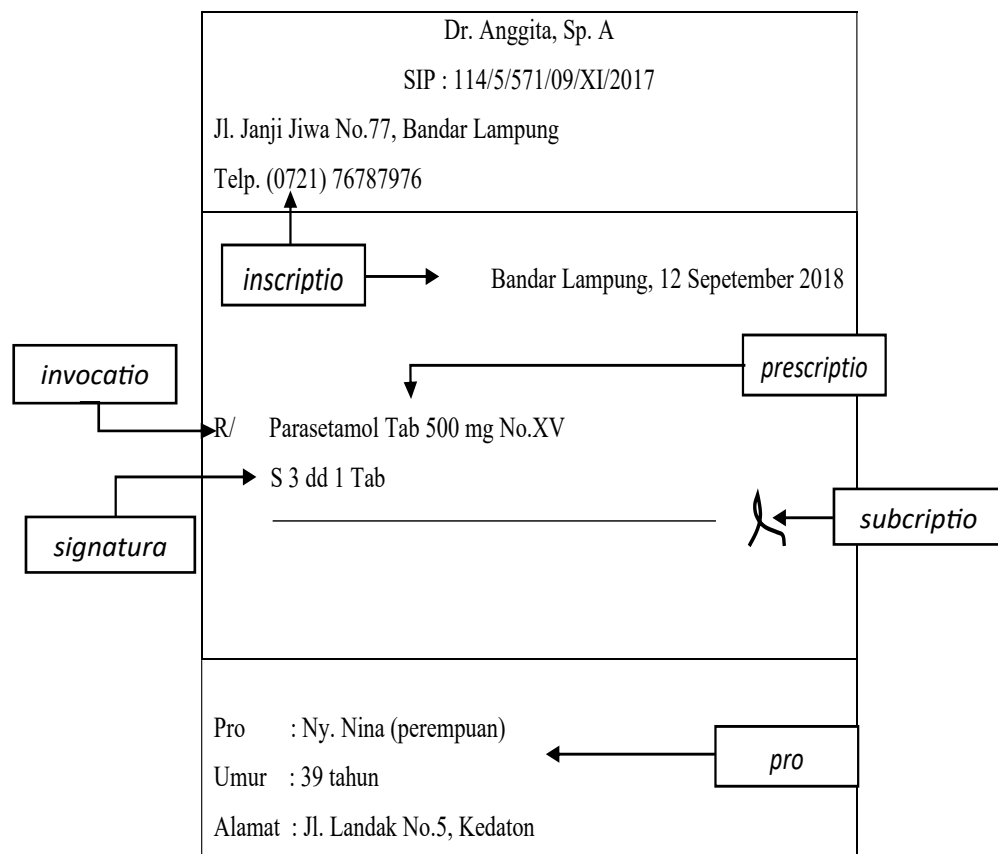 Dr. Anggita, Sp. A
SIP : 114/5/571/09/XI/2017
Jl. Janji Jiwa No.77, Bandar Lampung
Telp. (0721) 76787976
inscriptio
Bandar Lampung, 12 Sepetember 2018
invocatio
prescriptio
R/ Parasetamol Tab 500 mg No.XV
S 3 dd 1 Tab
signatura
subcriptio
Pro : Ny. Nina (perempuan)
pro
Umur : 39 tahun
Alamat : Jl. Landak No.5, Kedaton